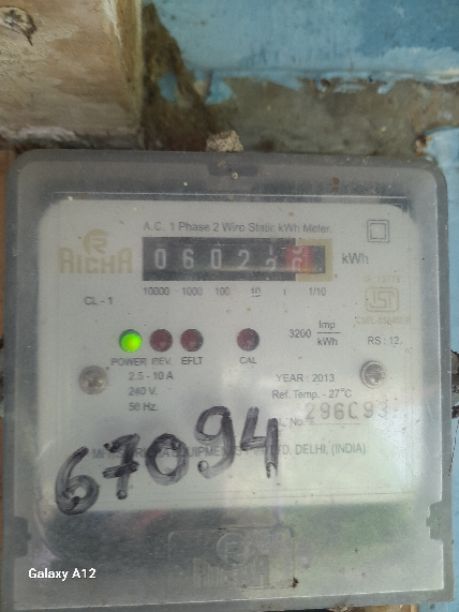 A.C. 1 Phase 2 Wire Static kWh Meter.
RICHA
0602
kWh
10000 1000 100 10 1 1/10
CL - 1
3200 Imp/kWh
RS : 12.
POWER REV. EFLT CAL
2.5 - 10 A
240 V.
50 Hz.
YEAR : 2013
Ref. Temp. - 27°C
296C93
DELHI, (INDIA)
67094
Galaxy A12